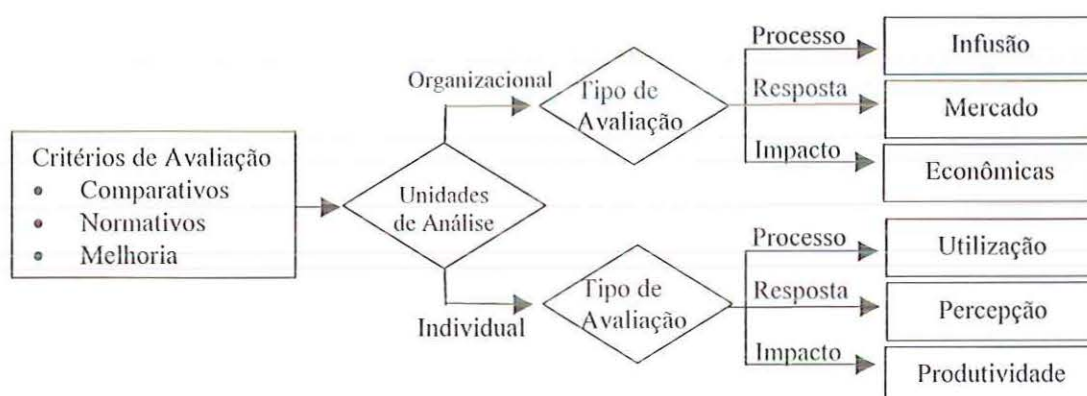 Critérios de Avaliação
• Comparativos
• Normativos
• Melhoria
Unidades
de Análise
Organizacional
Tipo de
Avaliação
Processo
Infusão
Resposta
Mercado
Impacto
Econômicas
Individual
Tipo de
Avaliação
Processo
Utilização
Resposta
Percepção
Impacto
Produtividade